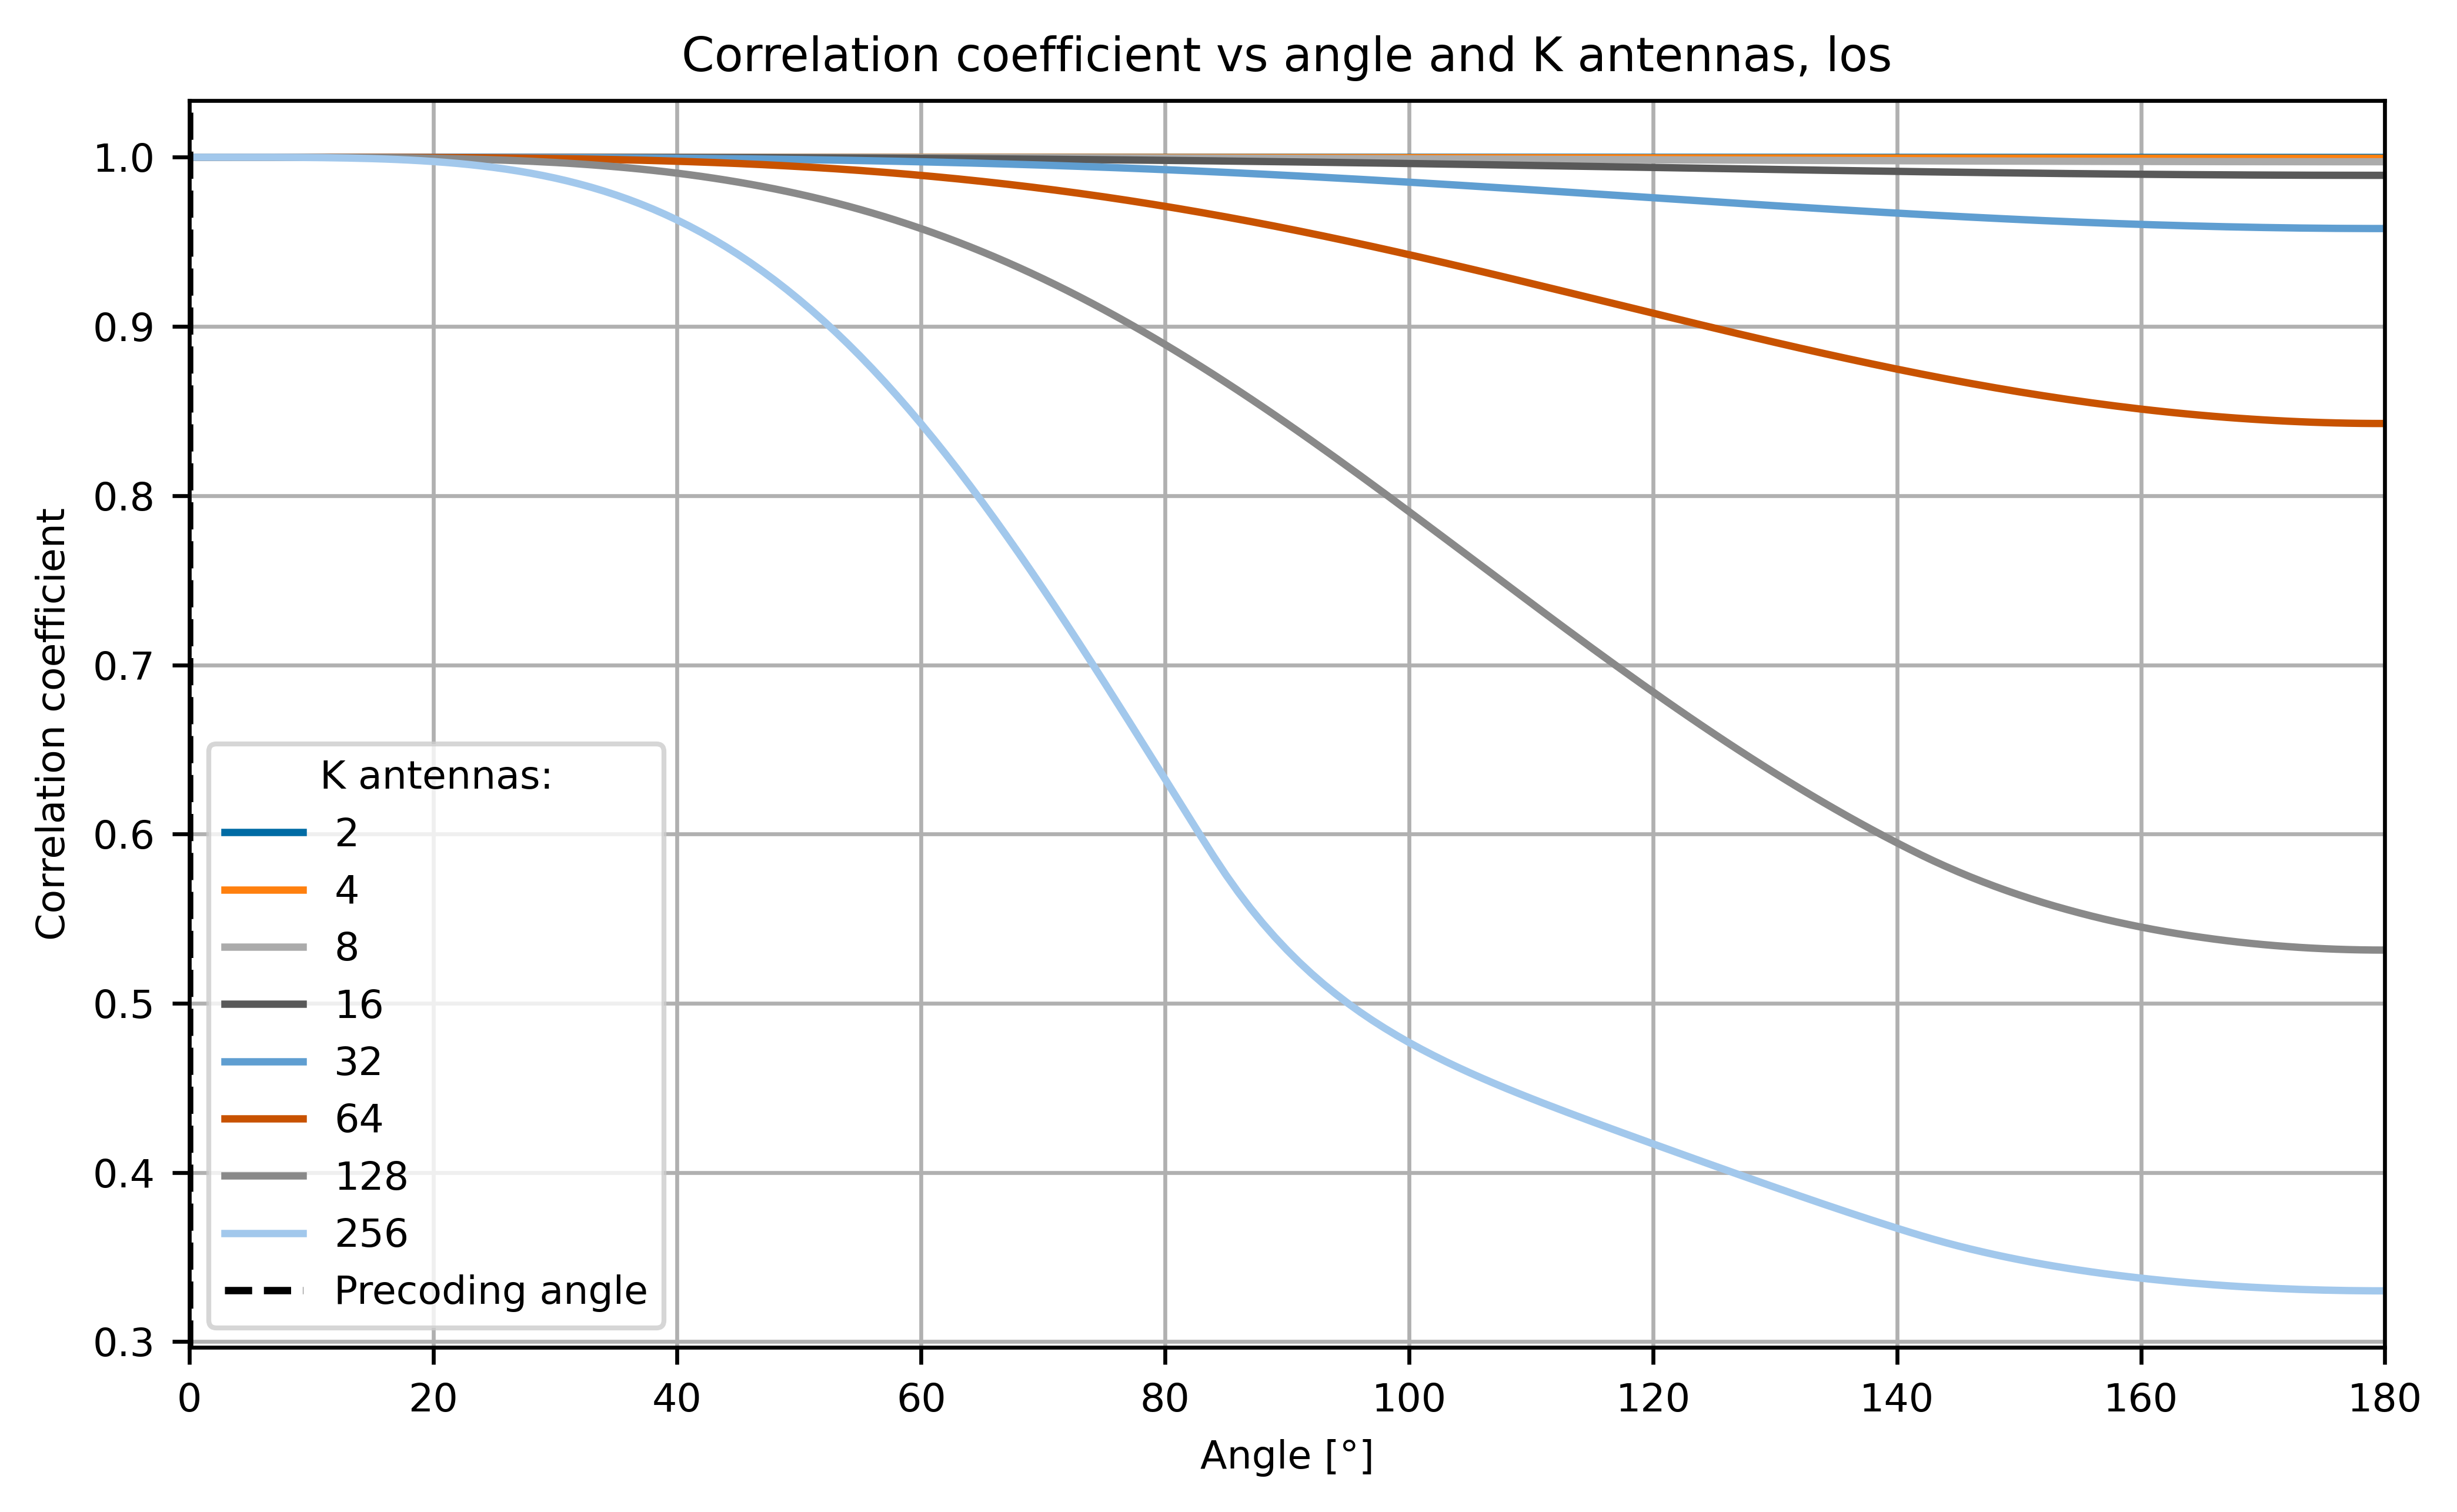 Correlation coefficient vs angle and K antennas, los
Correlation coefficient
1.0
0.9
0.8
0.7
0.6
0.5
0.4
0.3
K antennas:
2
4
8
16
32
64
128
256
Precoding angle
0 20 40 60 80 100 120 140 160 180
Angle [°]